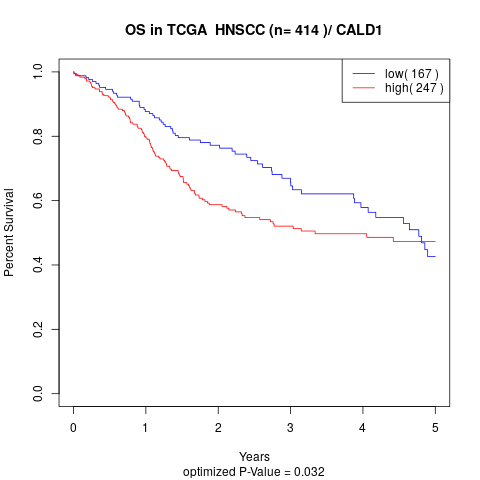 OS in TCGA  HNSCC (n= 414 )/ CALD1
low( 167 )
high( 247 )
Percent Survival
1.0
0.8
0.6
0.4
0.2
0.0
0 1 2 3 4 5
Years
optimized P-Value = 0.032